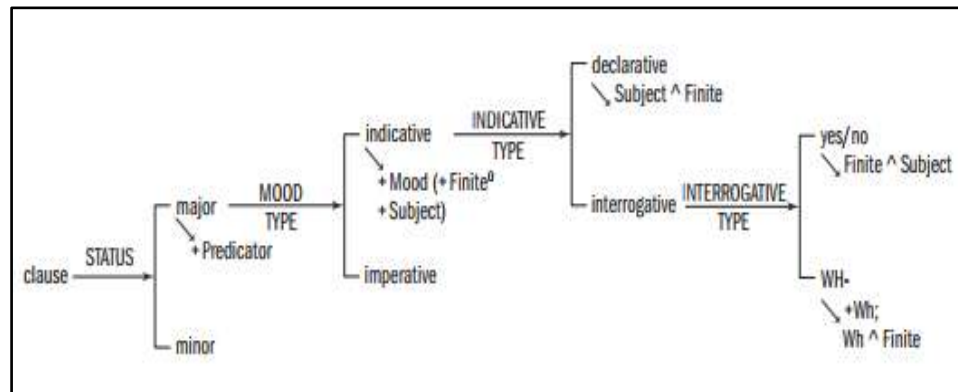 declarative
Subject ^ Finite
INDICATIVE
TYPE
indicative
+ Mood (+ Finite
+ Subject)
yes/no
Finite ^ Subject
MOOD
TYPE
major
+ Predicator
interrogative
INTERROGATIVE
TYPE
STATUS
clause
imperative
WH-
+Wh;
Wh ^ Finite
minor